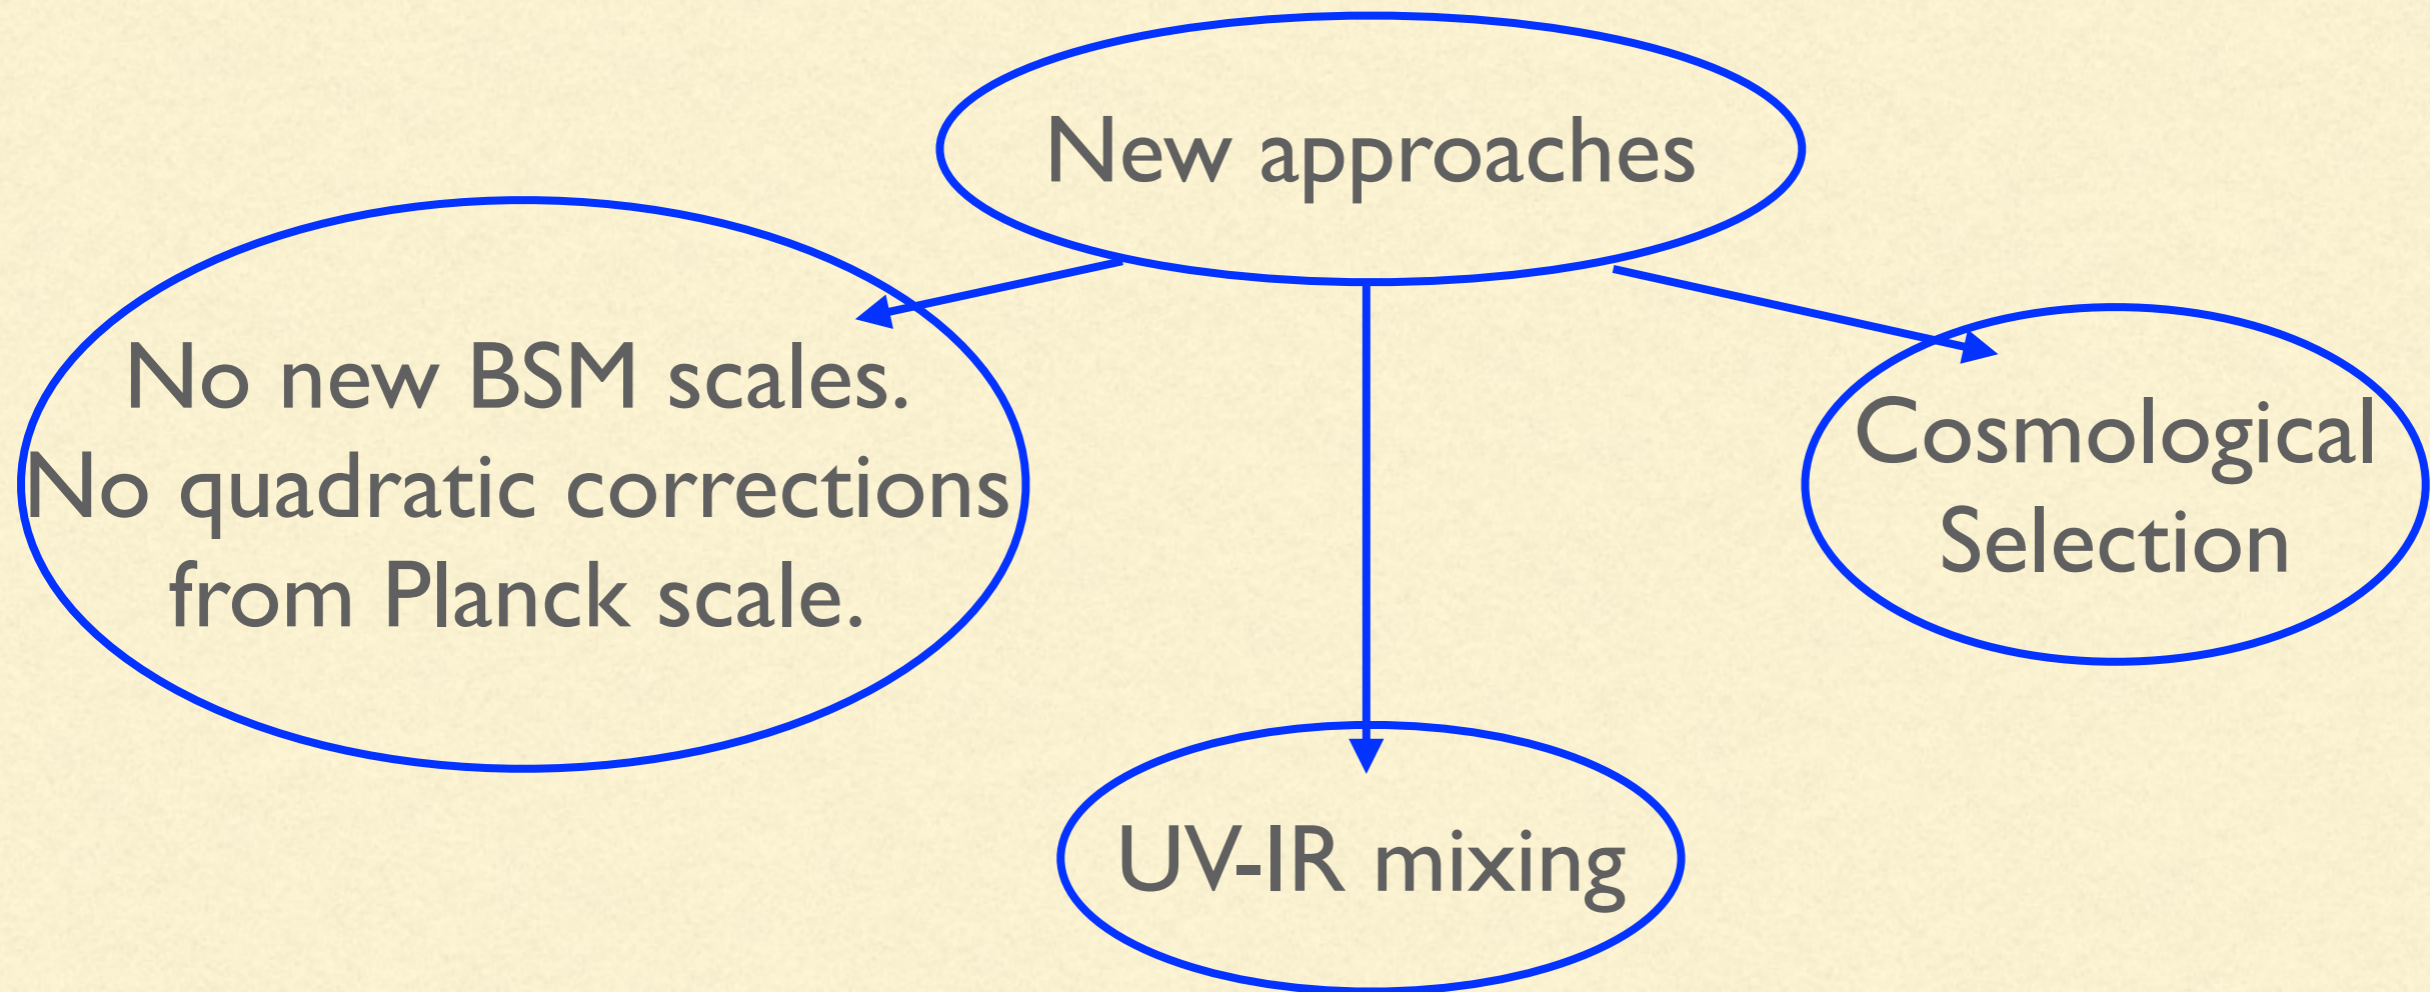 New approaches
No new BSM scales.
No quadratic corrections
from Planck scale.
Cosmological
Selection
UV-IR mixing